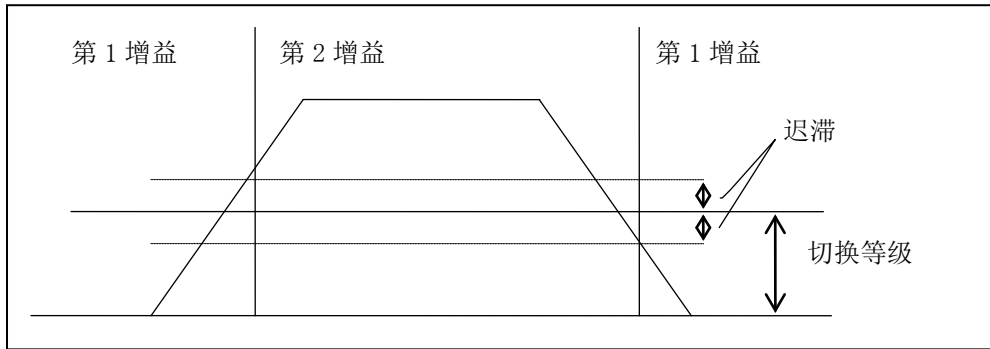 第 1 增益
第 2 增益
第 1 增益
迟滞
切换等级